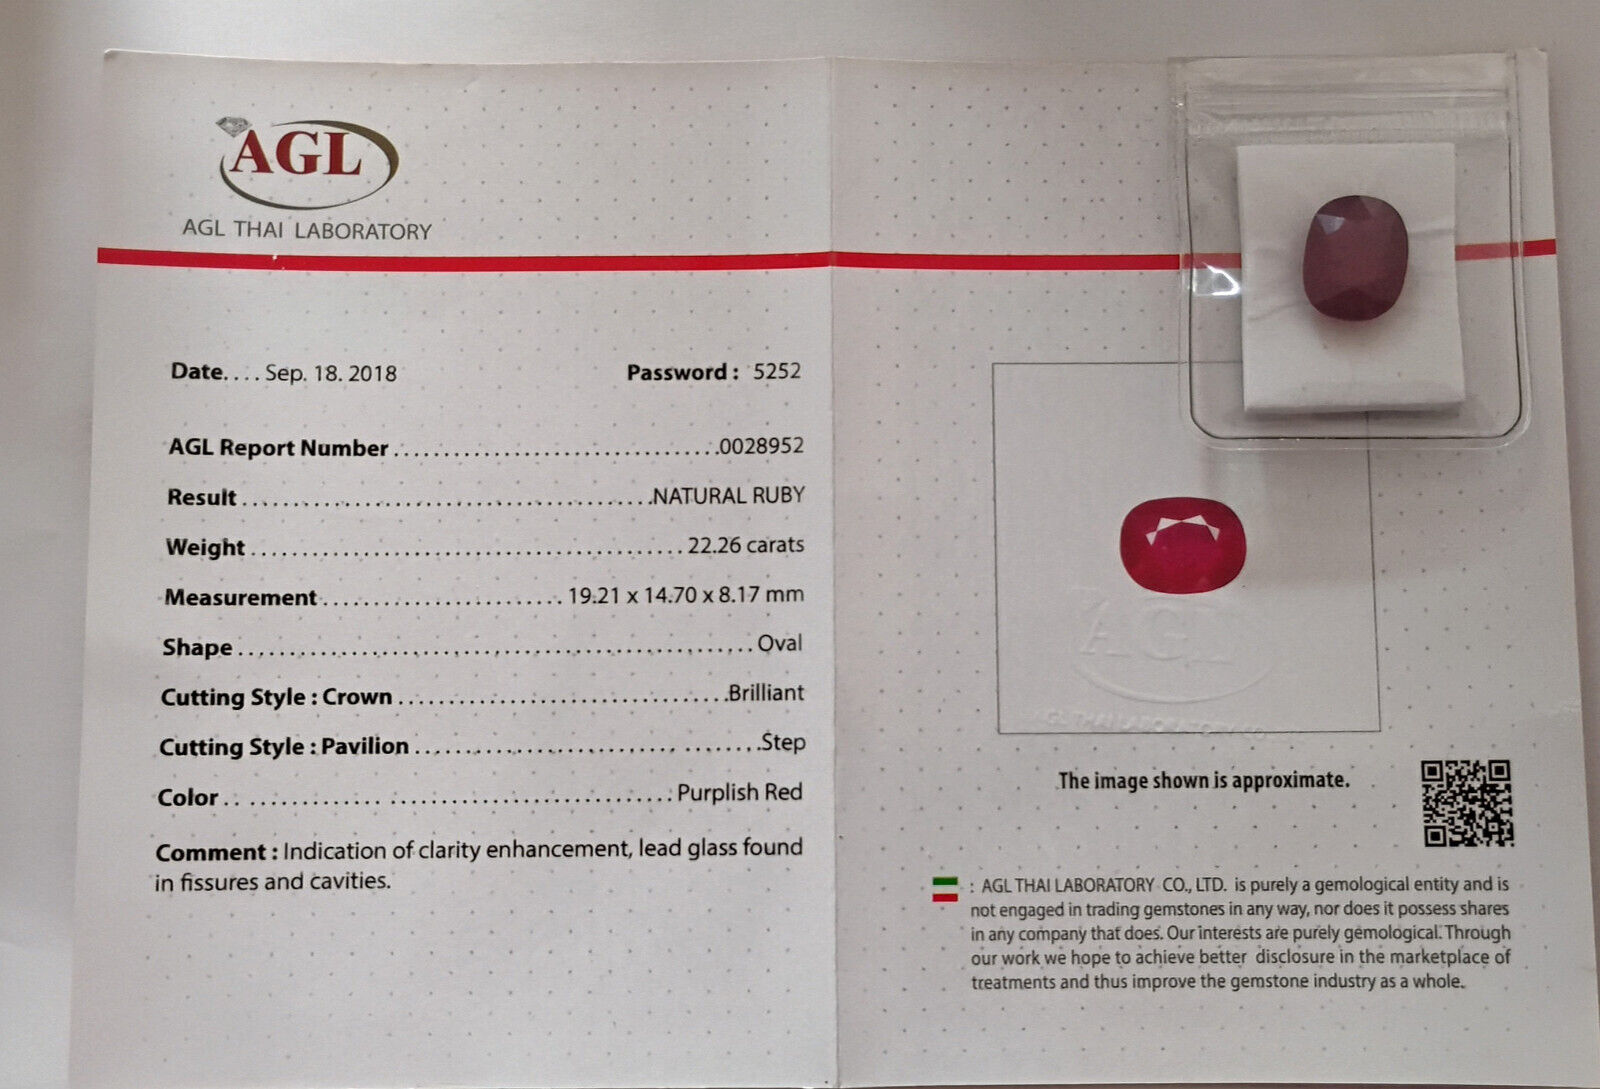 AGL
AGL THAI LABORATORY
Date.... Sep. 18. 2018 Password : 5252
AGL Report Number ................................0028952
Result .........................................NATURAL RUBY
Weight ...........................................22.26 carats
Measurement ........................ 19.21 x 14.70 x 8.17 mm
Shape ...................................................Oval
Cutting Style : Crown .................................Brilliant
Cutting Style : Pavilion ................................... Step
Color .. ............................................Purplish Red
Comment : Indication of clarity enhancement, lead glass found
in fissures and cavities.
AGL
AGL THAI LABORATORY CO.,
The image shown is approximate.
: AGL THAI LABORATORY CO., LTD. is purely a gemological entity and is
not engaged in trading gemstones in any way, nor does it possess shares
in any company that does. Our interests are purely gemological. Through
our work we hope to achieve better disclosure in the marketplace of
treatments and thus improve the gemstone industry as a whole.